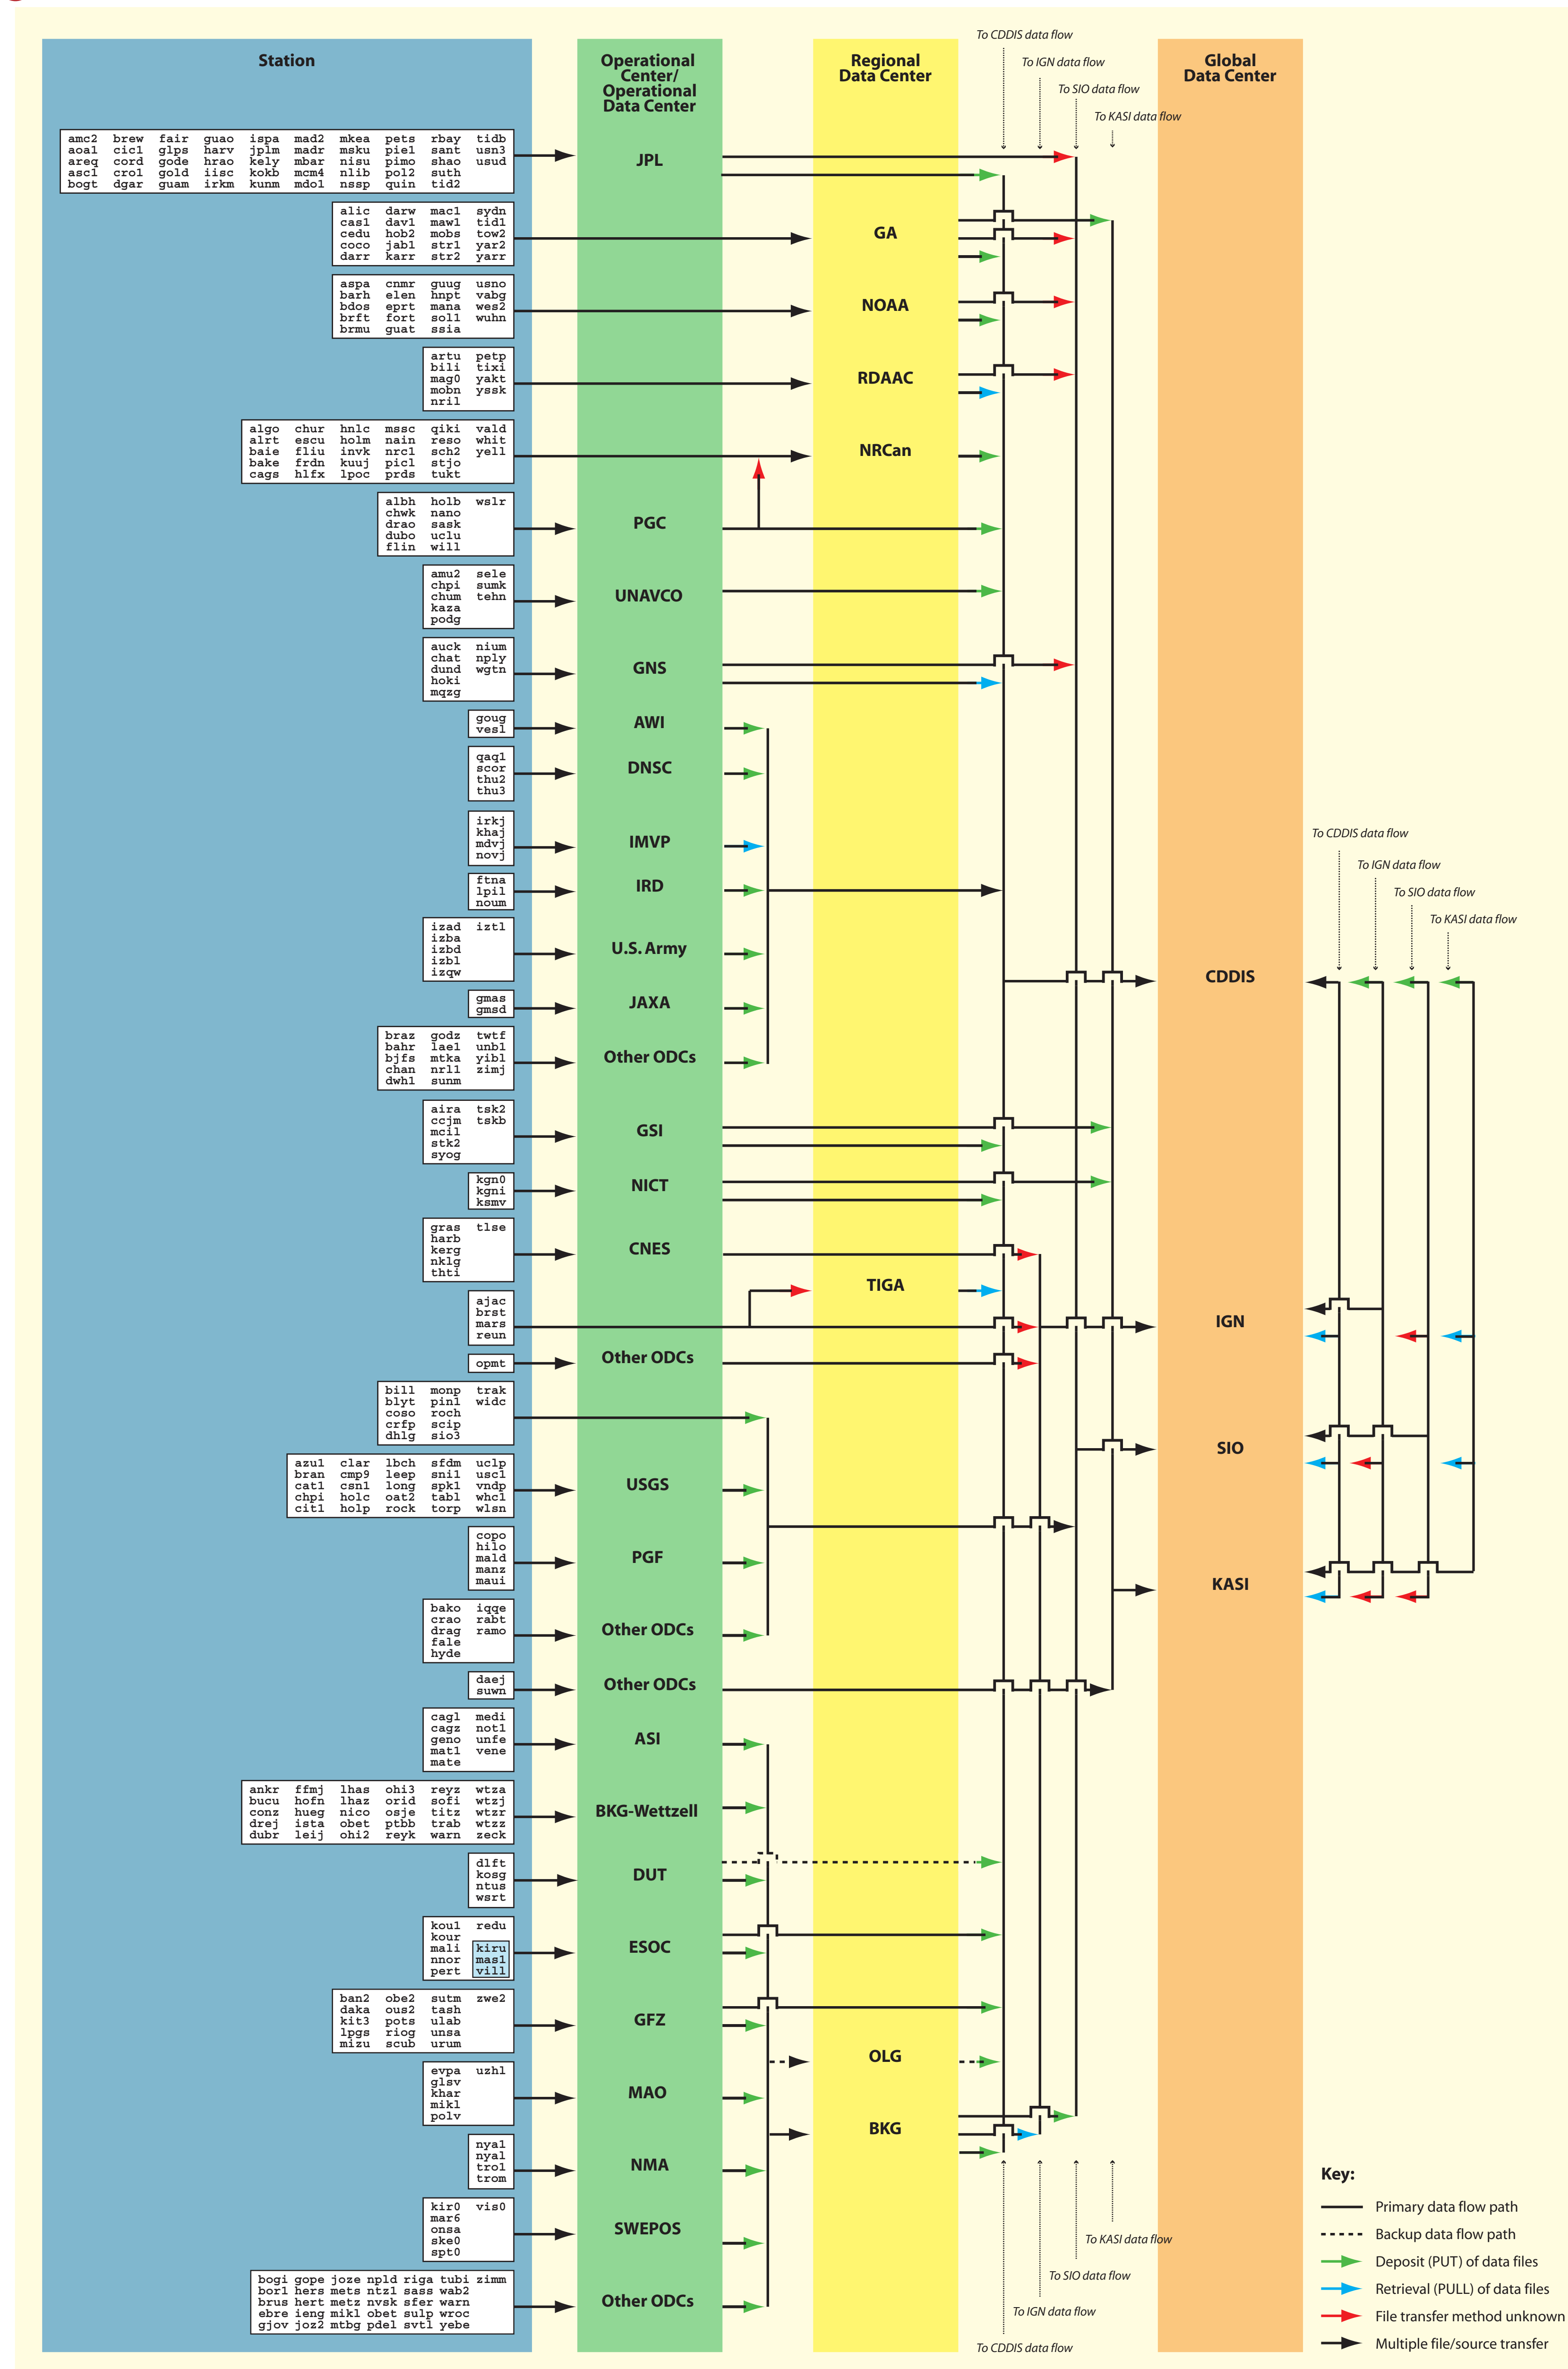 To CDDIS data flow
To IGN data flow
To SIO data flow
To KASI data flow
Station
Operational
Center/
Operational
Data Center
Regional
Data Center
Global
Data Center
amc2 brew fair guao ispa mad2 mkea pets rbay tidb
aoa1 cic1 glps harv jplm madr msku pie1 sant usn3
areq cord gode hrao kely mbar nisu pimo shao usud
asc1 cro1 gold iisc kokb mcm4 nlib pol2 suth
bogt dgar guam irkm kunm mdo1 nssp quin tid2
JPL
alic darw mac1 sydn
cas1 dav1 maw1 tid1
cedu hob2 mobs tow2
coco jab1 str1 yar2
darr karr str2 yarr
GA
aspa cnmr guug usno
barh elen hnpt vabg
bdos eprt mana wes2
brft fort sol1 wuhn
brmu guat ssia
NOAA
artu petp
bili tixi
mag0 yakt
mobn yssk
nril
RDAAC
algo chur hnlc mssc qiki vald
alrt escu holm nain reso whit
baie fliu invk nrc1 sch2 yell
bake frdn kuuj picl stjo
cags hlfx lpoc prds tukt
NRCan
albh holb wslr
chwk nano
drao sask
dubo uclu
flin will
PGC
amu2 sele
chpi sumk
chum tehn
kaza
podg
UNAVCO
auck nium
chat nply
dund wgtn
hoki
mqzg
GNS
goug
vesl
AWI
qaq1
scor
thu2
thu3
DNSC
irkj
khaj
mdvj
novj
IMVP
ftna
lpil
noum
IRD
izad iztl
izba
izbd
izbl
izqw
U.S. Army
gmas
gmsd
JAXA
braz godz twtf
bahr lae1 unb1
bjfs mtka yibl
chan nrl1 zimj
dwh1 sunm
Other ODCs
To CDDIS data flow
To IGN data flow
To SIO data flow
To KASI data flow
CDDIS
aira tsk2
ccjm tskb
mcil
stk2
syog
GSI
kgn0
kgni
ksmv
NICT
gras tlse
harb
kerg
nklg
thti
CNES
TIGA
ajac
brst
mars
reun
IGN
opmt
Other ODCs
bill monp trak
blyt pin1 widc
coso roch
crfp scip
dhlg sio3
SIO
azu1 clar lbch sfdm uclp
bran cmp9 leep sni1 usc1
cat1 csn1 long spk1 vndp
chpi holc oat2 tabl whc1
cit1 holp rock torp wlsn
USGS
copo
hilo
mald
manz
maui
PGF
KASI
bako iqqe
crao rabt
drag ramo
fale
hyde
Other ODCs
daej
suwn
Other ODCs
cagl medi
cagz not1
geno unfe
mat1 vene
mate
ASI
ankr ffmj lhas ohi3 reyz wtza
bucu hofn lhaz orid sofi wtzj
conz hueg nico osje titz wtzr
drej ista obet ptbb trab wtzz
dubr leij ohi2 reyk warn zeck
BKG-Wettzell
dlft
kosg
ntus
wsrt
DUT
kou1 redu
kour
mali kiru
nnor mas1
pert vill
ESOC
ban2 obe2 sutm zwe2
daka ous2 tash
kit3 pots ulab
lpgs riog unsa
mizu scub urum
GFZ
OLG
evpa uzhl
glsv
khar
mikl
polv
MAO
BKG
nya1
nyal
tro1
trom
NMA
kir0 vis0
mar6
onsa
ske0
spt0
SWEPOS
bogi gope joze npld riga tubi zimm
bor1 hers mets ntz1 sass wab2
brus hert metz nvsk sfer warn
ebre ieng mikl obet sulp wroc
gjov joz2 mtbg pdel svtl yebe
Other ODCs
To KASI data flow
To SIO data flow
To IGN data flow
To CDDIS data flow
Key:
Primary data flow path
Backup data flow path
Deposit (PUT) of data files
Retrieval (PULL) of data files
File transfer method unknown
Multiple file/source transfer